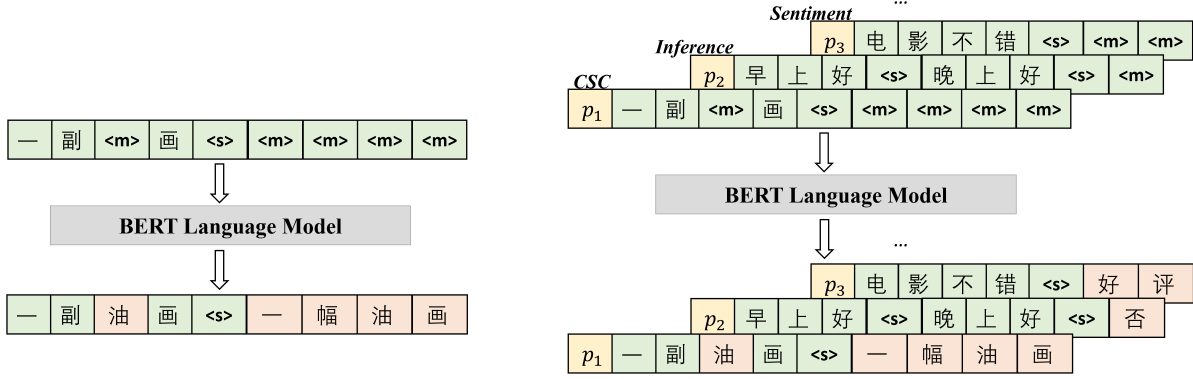 一 副 <m> 画 <s> <m> <m> <m> <m>
BERT Language Model
一 副 油 画 <s> 一 幅 油 画
...
Sentiment
p3 电 影 不 错 <s> <m> <m>
Inference
p2 早 上 好 <s> 晚 上 好 <s> <m>
CSC
p1 一 副 <m> 画 <s> <m> <m> <m> <m>
BERT Language Model
...
p3 电 影 不 错 <s> 好 评
p2 早 上 好 <s> 晚 上 好 <s> 否
p1 一 副 油 画 <s> 一 幅 油 画